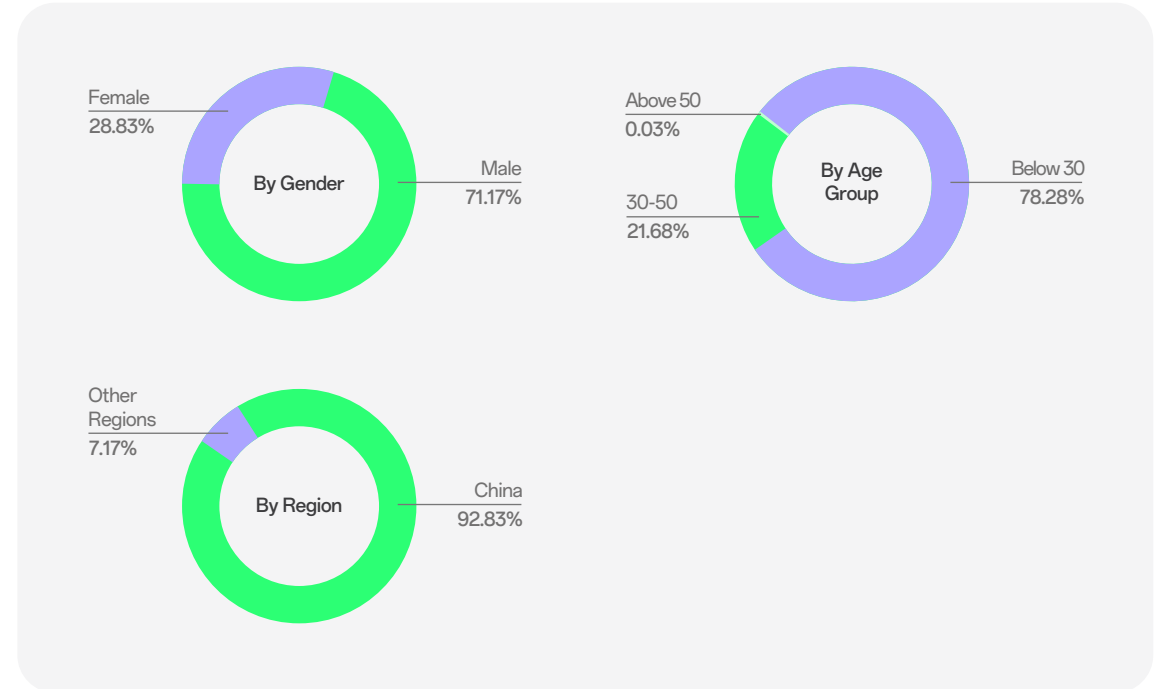 Female
28.83%
By Gender
Male
71.17%
Above 50
0.03%
30-50
21.68%
By Age
Group
Below 30
78.28%
Other
Regions
7.17%
By Region
China
92.83%